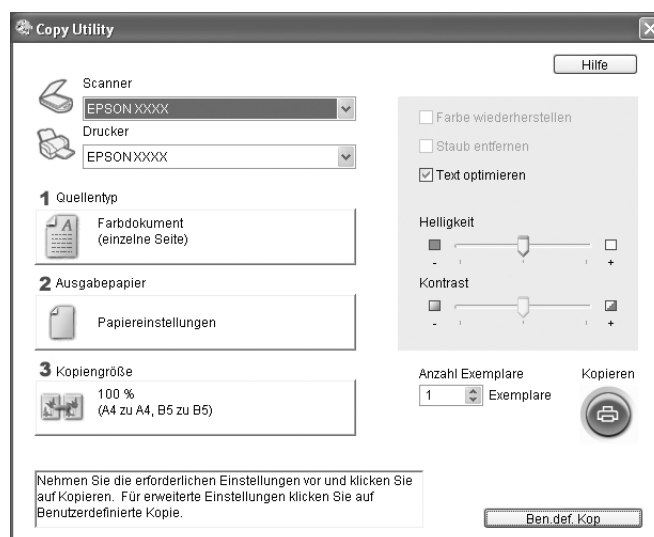 Copy Utility
Hilfe
Scanner
EPSON XXXX
Drucker
EPSON XXXX
Farbe wiederherstellen
Staub entfernen
Text optimieren
1 Quellentyp
Farbdokument
(einzelne Seite)
Helligkeit
- +
2 Ausgabepapier
Papiereinstellungen
Kontrast
- +
3 Kopiengröße
100 %
(A4 zu A4, B5 zu B5)
Anzahl Exemplare
1 Exemplare
Kopieren
Nehmen Sie die erforderlichen Einstellungen vor und klicken Sie
auf Kopieren. Für erweiterte Einstellungen klicken Sie auf
Benutzerdefinierte Kopie.
Ben.def. Kop